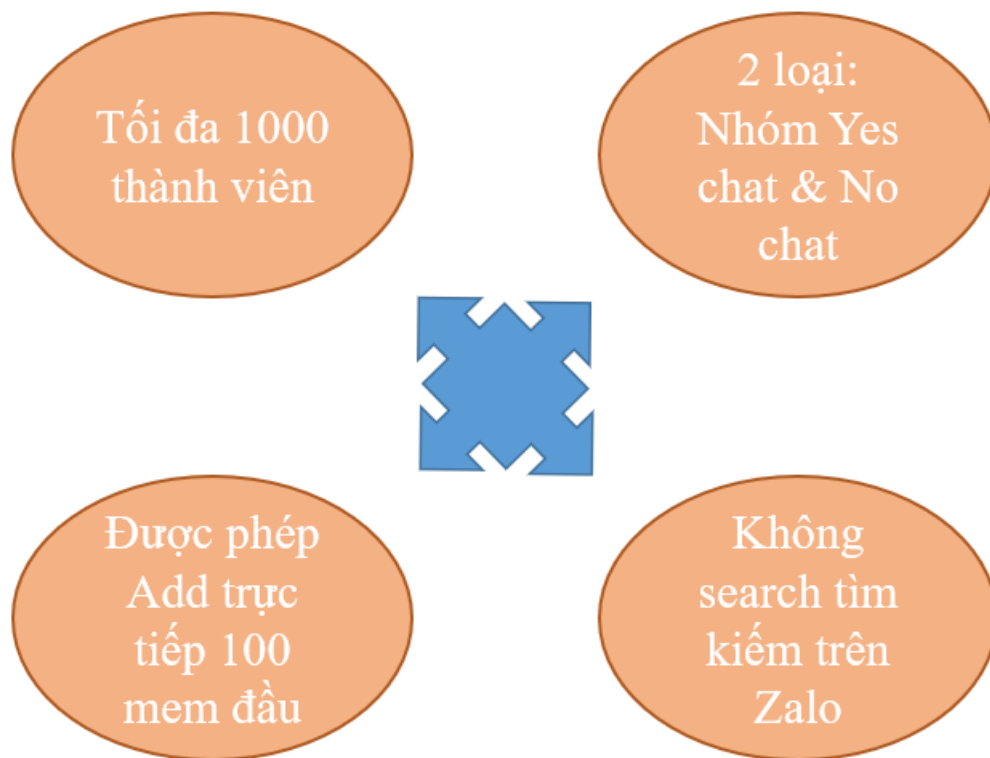 Tối đa 1000
thành viên
2 loại:
Nhóm Yes
chat & No
chat
Được phép
Add trực
tiếp 100
mem đầu
Không
search tìm
kiếm trên
Zalo